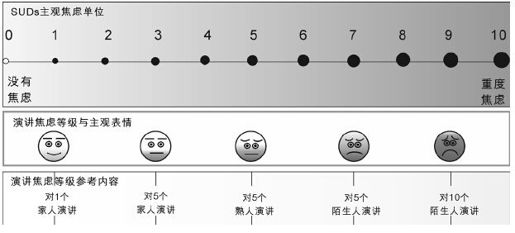 SUDs主观焦虑单位
0 1 2 3 4 5 6 7 8 9 10
没有 重度
焦虑 焦虑
演讲焦虑等级与主观表情
演讲焦虑等级参考内容
对1个 对5个 对5个 对5个 对10个
家人演讲 家人演讲 熟人演讲 陌生人演讲 陌生人演讲